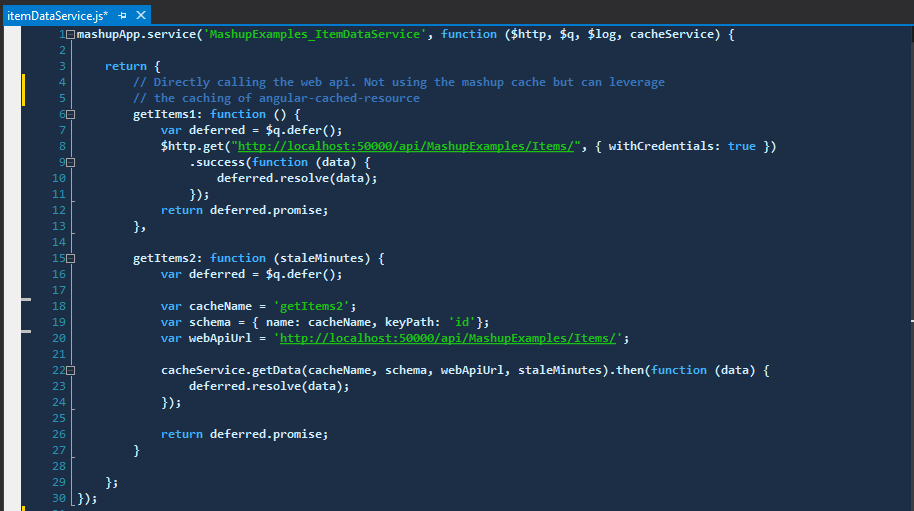 itemDataService.js*
1 mashupApp.service('MashupExamples_ItemDataService', function ($http, $q, $log, cacheService) {
2
3     return {
4         // Directly calling the web api. Not using the mashup cache but can leverage
5         // the caching of angular-cached-resource
6         getItems1: function () {
7             var deferred = $q.defer();
8             $http.get("http://localhost:50000/api/MashupExamples/Items/", { withCredentials: true })
9                 .success(function (data) {
10                     deferred.resolve(data);
11                 });
12             return deferred.promise;
13         },
14
15         getItems2: function (staleMinutes) {
16             var deferred = $q.defer();
17
18             var cacheName = 'getItems2';
19             var schema = { name: cacheName, keyPath: 'id'};
20             var webApiUrl = 'http://localhost:50000/api/MashupExamples/Items/';
21
22             cacheService.getData(cacheName, schema, webApiUrl, staleMinutes).then(function (data) {
23                 deferred.resolve(data);
24             });
25
26             return deferred.promise;
27         }
28
29     };
30 });